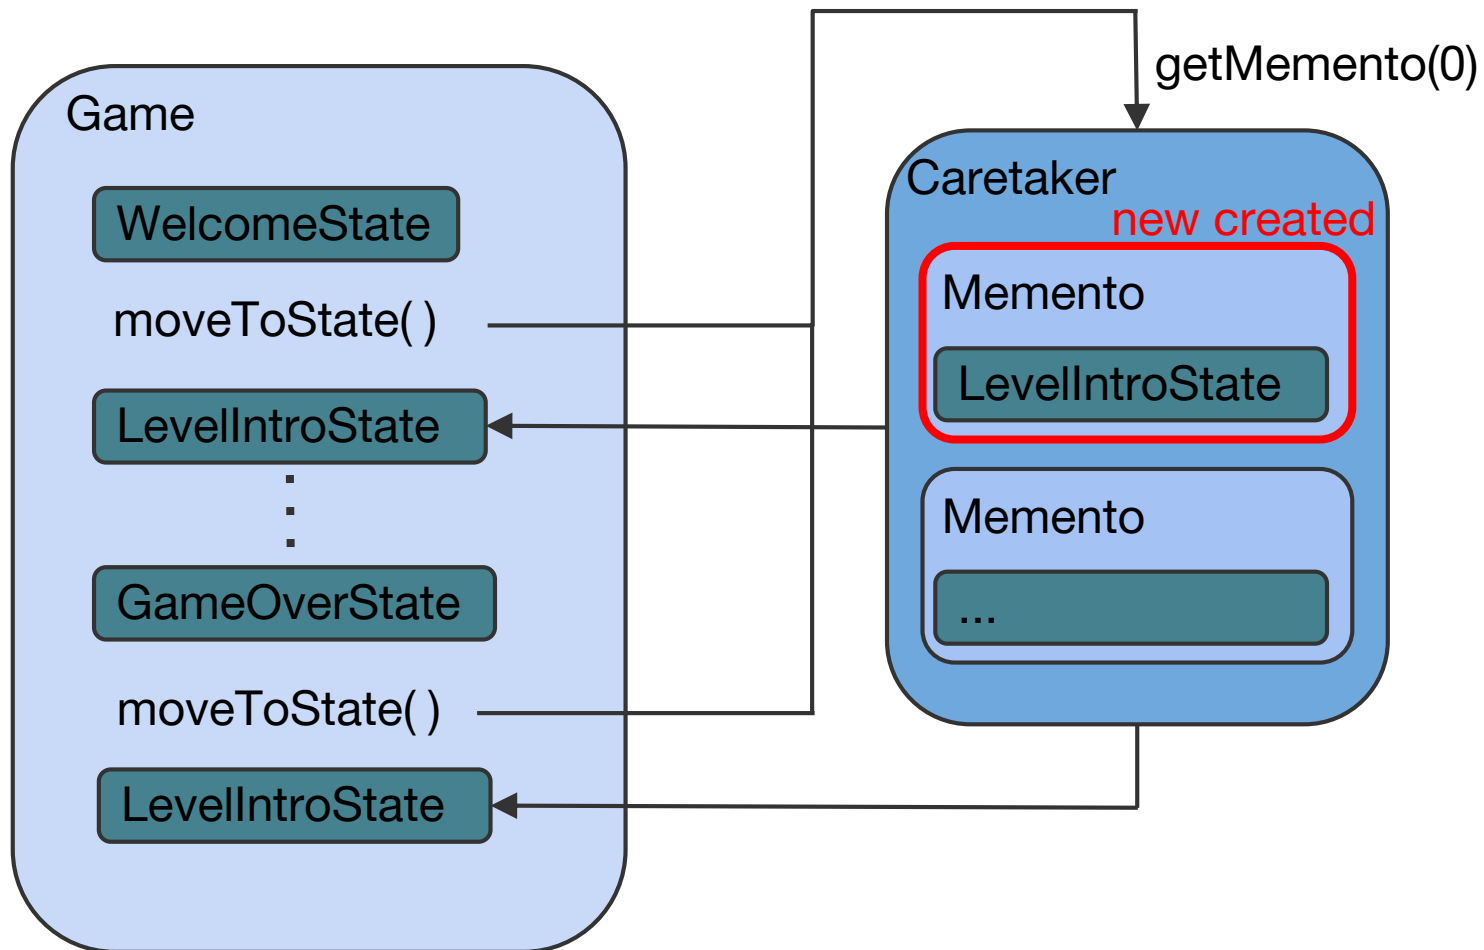 Game
WelcomeState
moveToState( )
LevelIntroState
GameOverState
moveToState( )
LevelIntroState
getMemento(0)
Caretaker
new created
Memento
LevelIntroState
Memento
...